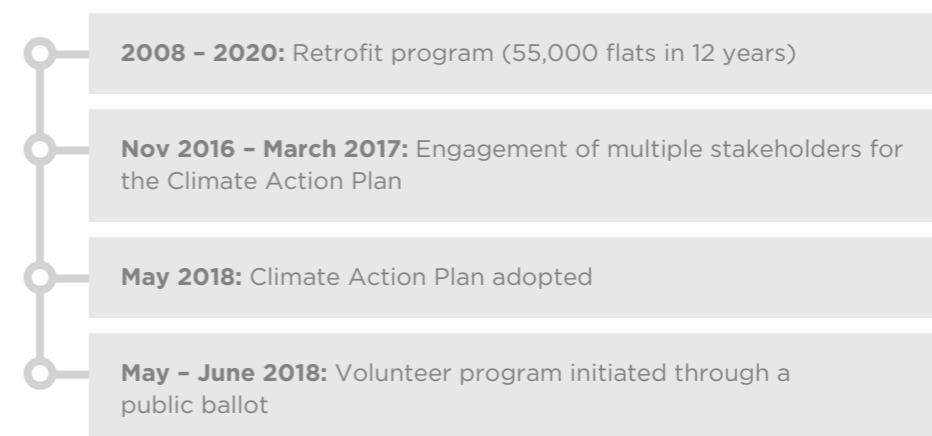 2008 – 2020: Retrofit program (55,000 flats in 12 years)
Nov 2016 – March 2017: Engagement of multiple stakeholders for
the Climate Action Plan
May 2018: Climate Action Plan adopted
May – June 2018: Volunteer program initiated through a
public ballot